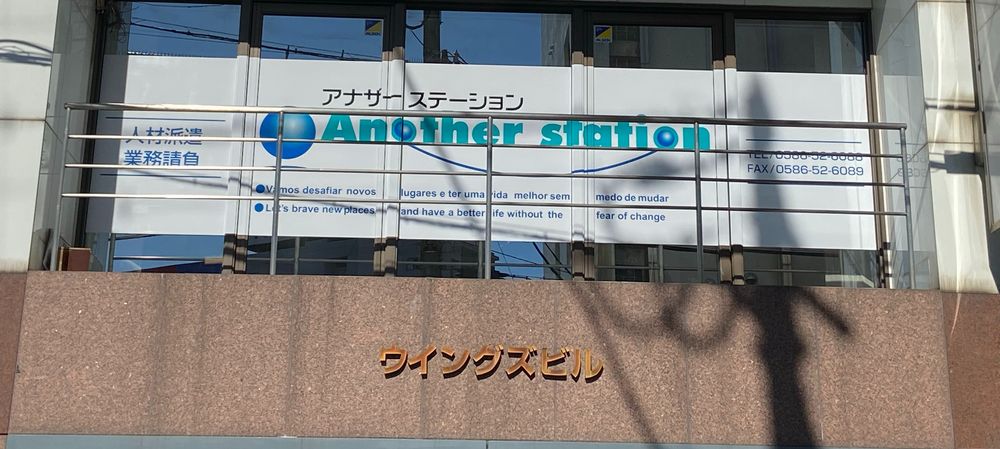 アナザー ステーション
人材派遣
業務請負
Another station
TEL/0586-52-6088
FAX/0586-52-6089
●Vamos desafiar novos lugares e ter uma vida melhor sem medo de mudar
●Let's brave new places and have a better life without the fear of change
ウイングズビル